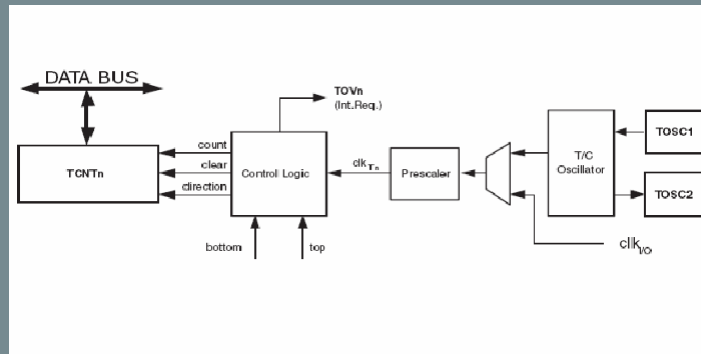 DATA BUS
TOVn
(Int.Req.)
TCNTn
count
clear
direction
Control Logic
bottom
top
clkTn
Prescaler
T/C
Oscillator
TOSC1
TOSC2
clkI/O